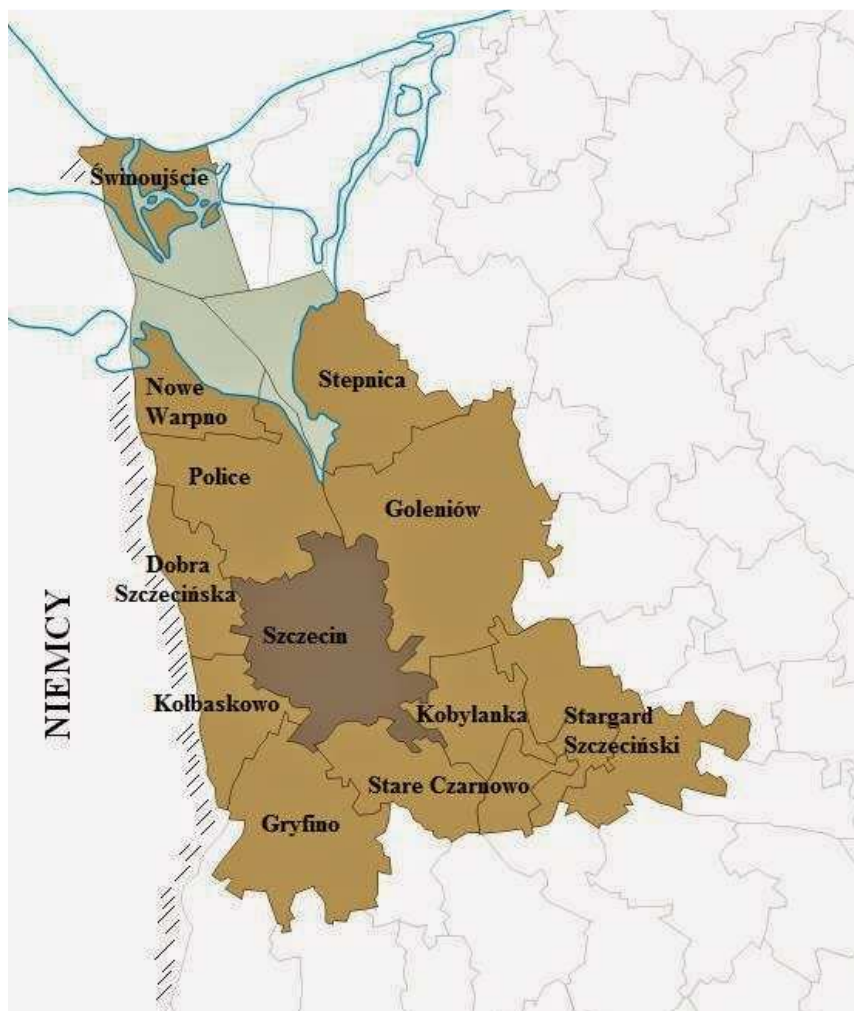 Świnoujście
Nowe
Warpno
Stepnica
Police
Goleniów
Dobra
Szczecińska
NIEMCY
Szczecin
Kołbaskowo
Kobylanka
Stargard
Szczeciński
Stare Czarnowo
Gryfino